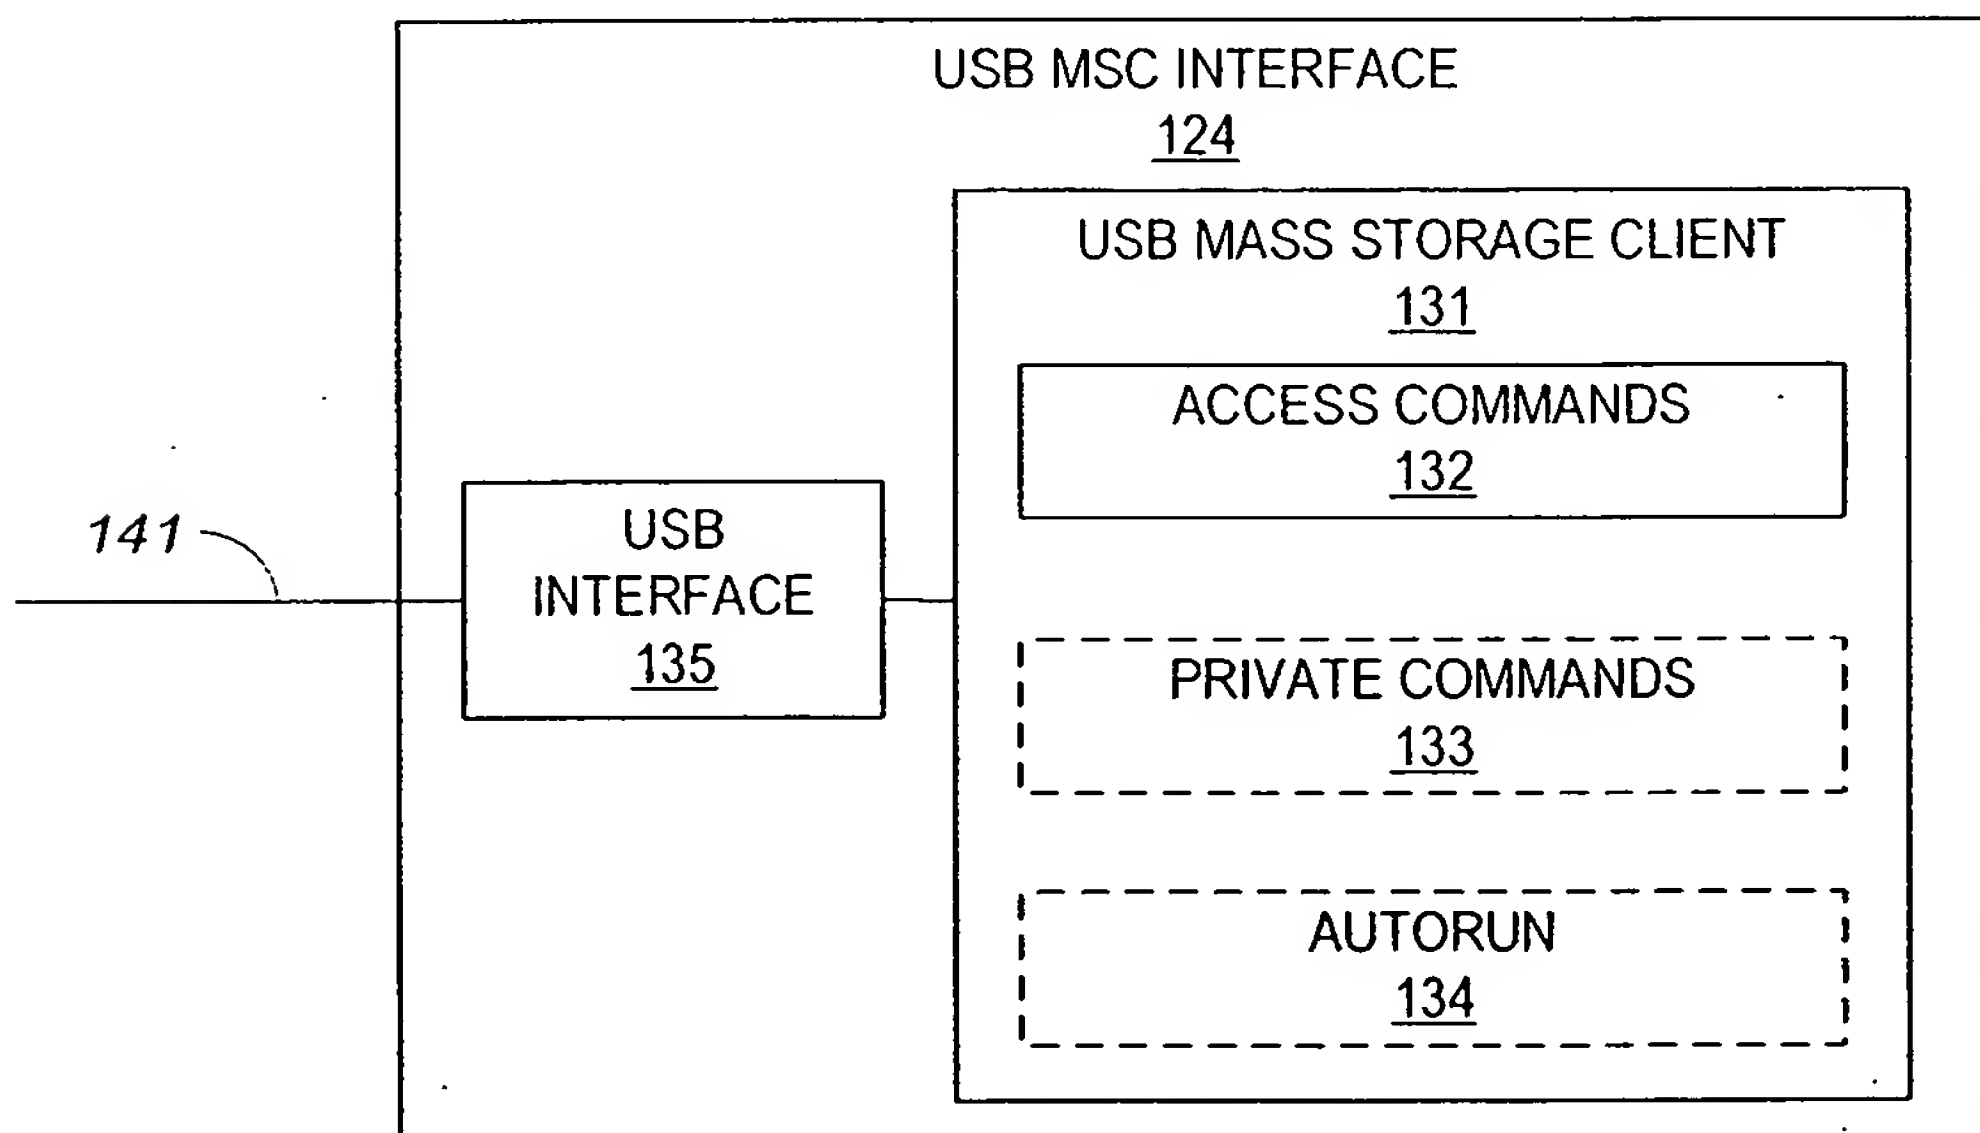 USB MSC INTERFACE
124
USB MASS STORAGE CLIENT
131
ACCESS COMMANDS
132
141
USB
INTERFACE
135
PRIVATE COMMANDS
133
AUTORUN
134